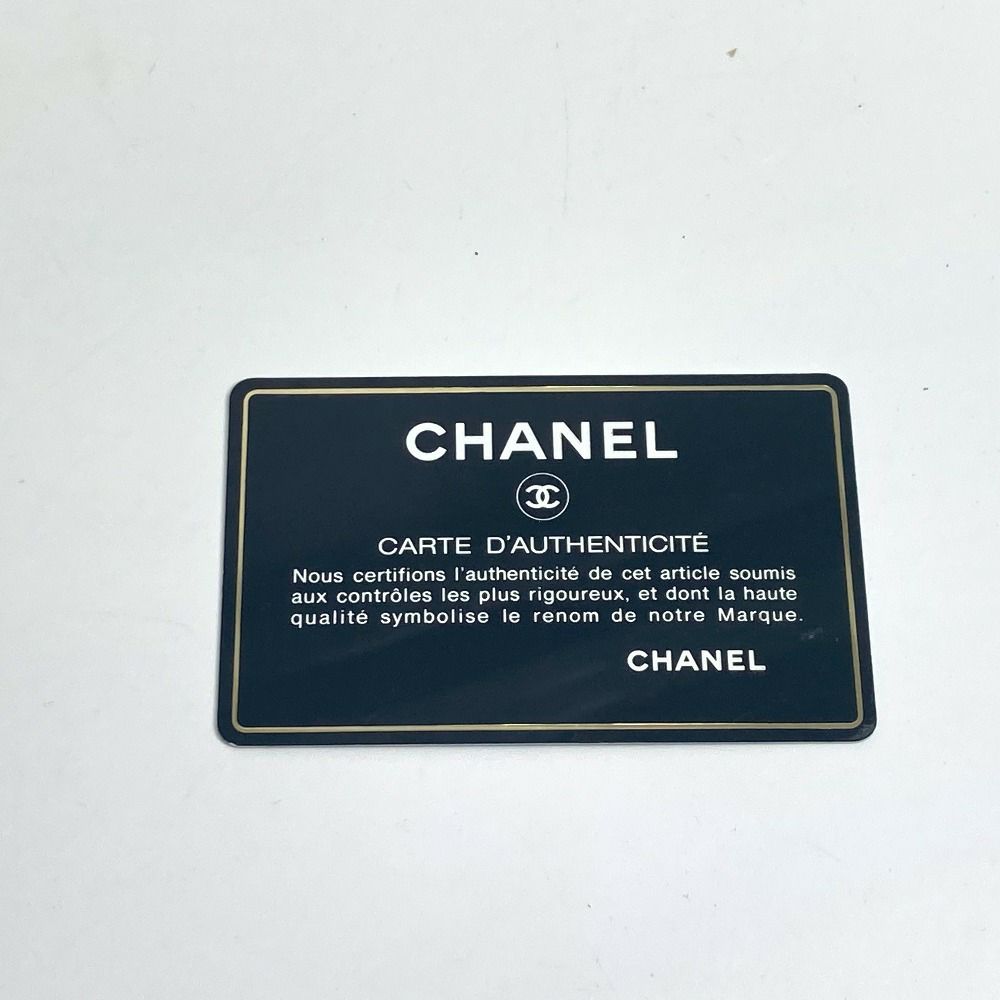 CHANEL
CARTE D'AUTHENTICITÉ
Nous certifions l'authenticité de cet article soumis
aux contrôles les plus rigoureux, et dont la haute
qualité symbolise le renom de notre Marque.
CHANEL